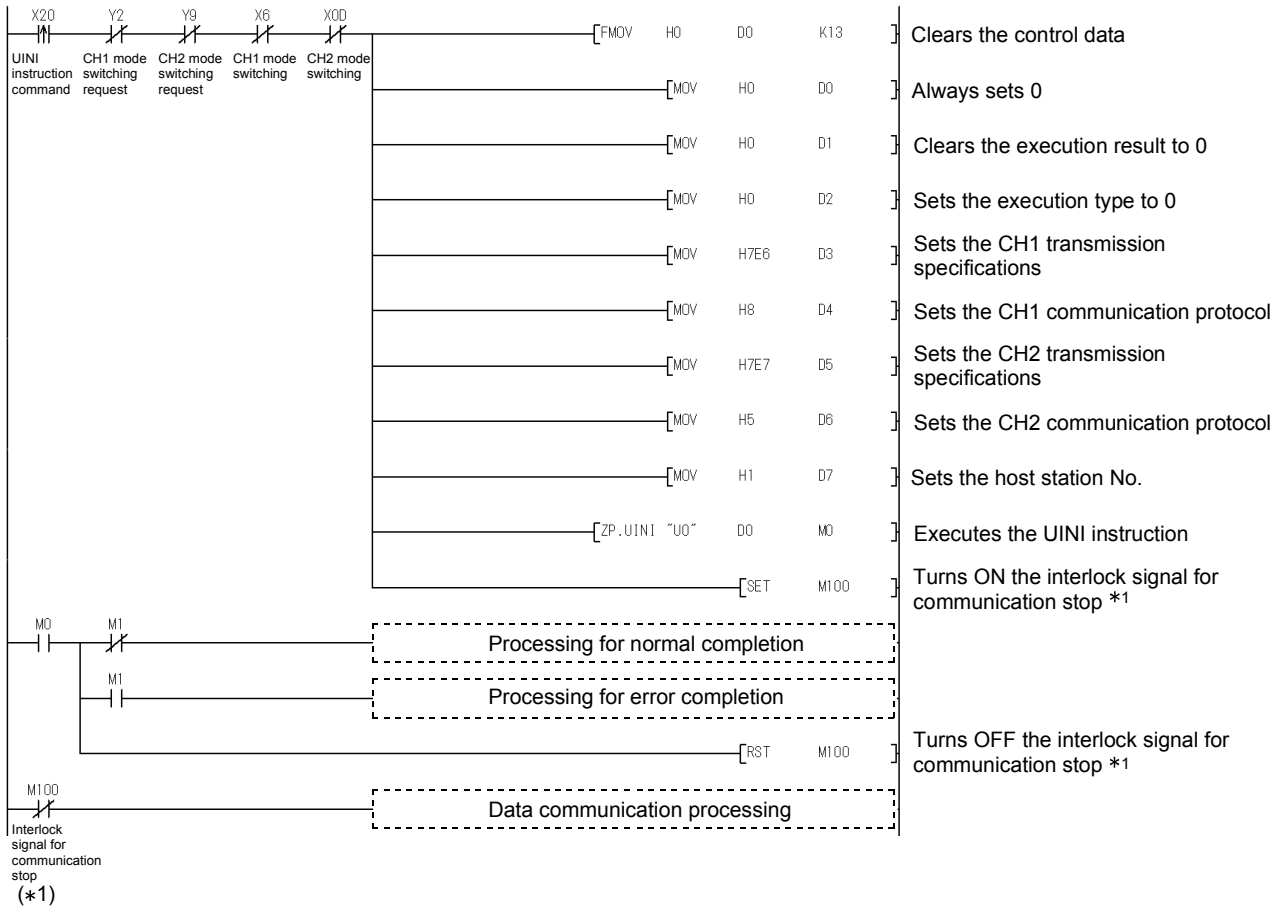 X20 Y2 Y9 X6 X0D
[FMOV H0 D0 K13 ] Clears the control data
UINI instruction command
CH1 mode switching request
CH2 mode switching request
CH1 mode switching
CH2 mode switching
[MOV H0 D0 ] Always sets 0
[MOV H0 D1 ] Clears the execution result to 0
[MOV H0 D2 ] Sets the execution type to 0
[MOV H7E6 D3 ] Sets the CH1 transmission
specifications
[MOV H8 D4 ] Sets the CH1 communication protocol
[MOV H7E7 D5 ] Sets the CH2 transmission
specifications
[MOV H5 D6 ] Sets the CH2 communication protocol
[MOV H1 D7 ] Sets the host station No.
[ZP.UINI "U0" D0 M0 ] Executes the UINI instruction
[SET M100 ] Turns ON the interlock signal for
communication stop *1
M0 M1
Processing for normal completion
M1
Processing for error completion
[RST M100 ] Turns OFF the interlock signal for
communication stop *1
M100
Data communication processing
Interlock
signal for
communication
stop
(*1)